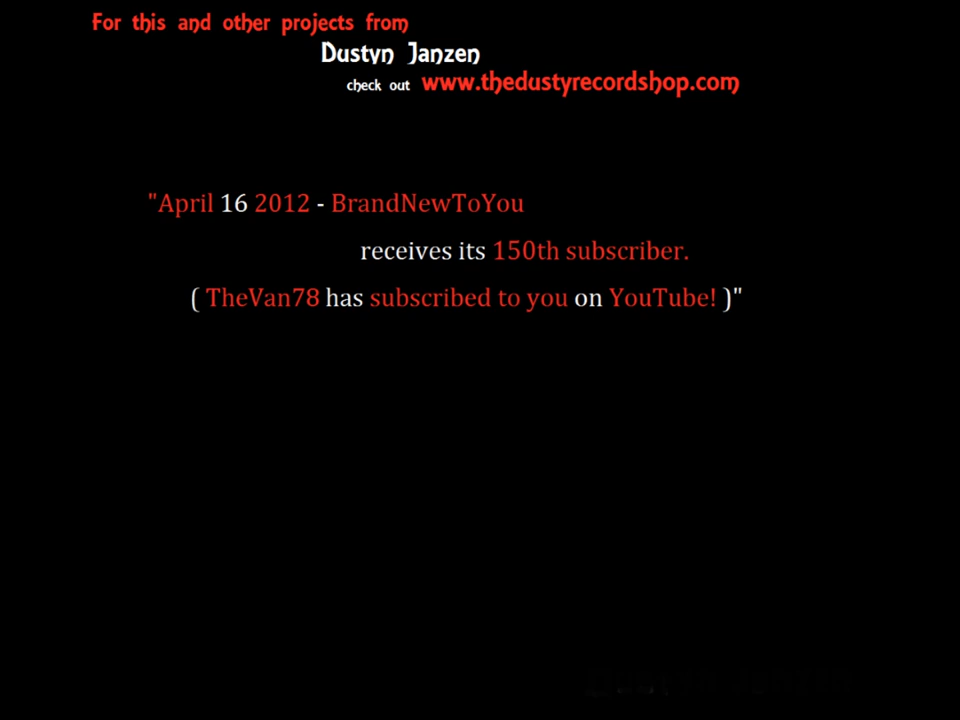 For this and other projects from
Dustyn Janzen
check out www.thedustyrecordshop.com
"April 16 2012 - BrandNewToYou
receives its 150th subscriber.
( TheVan78 has subscribed to you on YouTube! )"